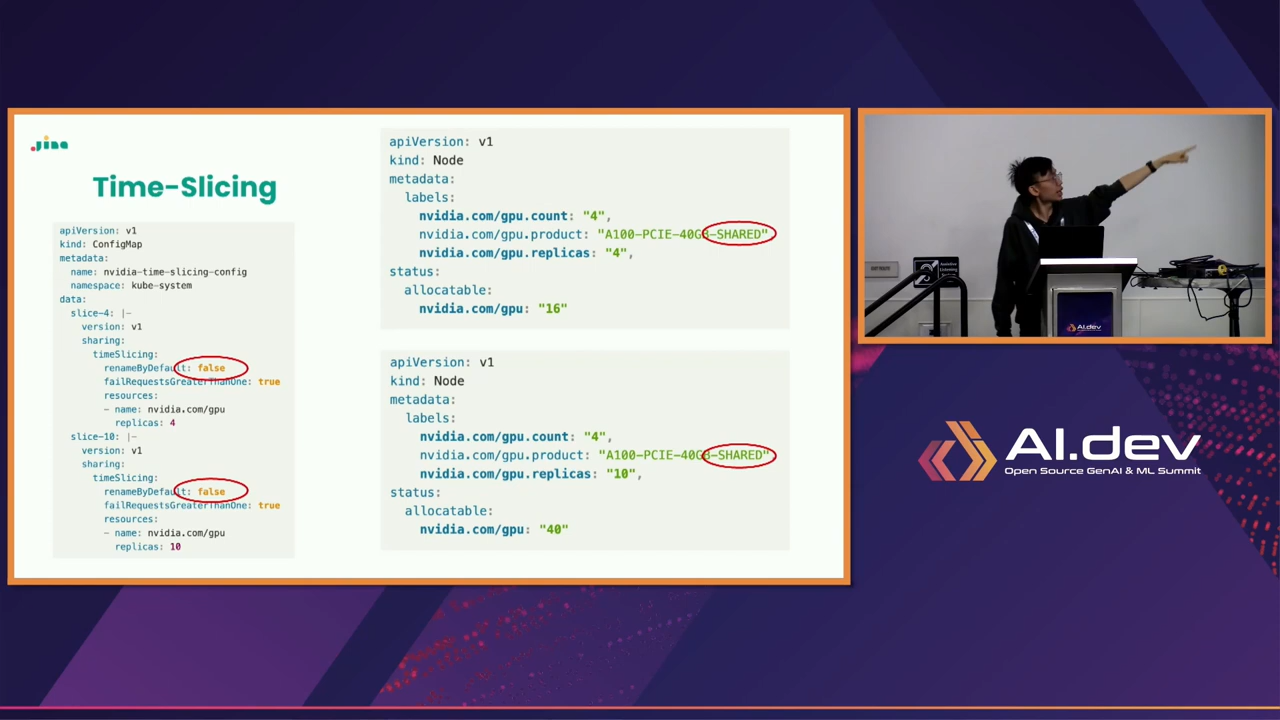 Jina
Time-Slicing
apiVersion: v1
kind: ConfigMap
metadata:
  name: nvidia-time-slicing-config
  namespace: kube-system
data:
  slice-4: |-
    version: v1
    sharing:
      timeSlicing:
        renameByDefault: false
        failRequestsGreaterThanOne: true
        resources:
        - name: nvidia.com/gpu
          replicas: 4
  slice-10: |-
    version: v1
    sharing:
      timeSlicing:
        renameByDefault: false
        failRequestsGreaterThanOne: true
        resources:
        - name: nvidia.com/gpu
          replicas: 10
apiVersion: v1
kind: Node
metadata:
  labels:
    nvidia.com/gpu.count: "4",
    nvidia.com/gpu.product: "A100-PCIE-40GB-SHARED"
    nvidia.com/gpu.replicas: "4",
status:
  allocatable:
    nvidia.com/gpu: "16"
apiVersion: v1
kind: Node
metadata:
  labels:
    nvidia.com/gpu.count: "4",
    nvidia.com/gpu.product: "A100-PCIE-40GB-SHARED"
    nvidia.com/gpu.replicas: "10",
status:
  allocatable:
    nvidia.com/gpu: "40"
AI.dev
AI.dev
Open Source GenAI & ML Summit